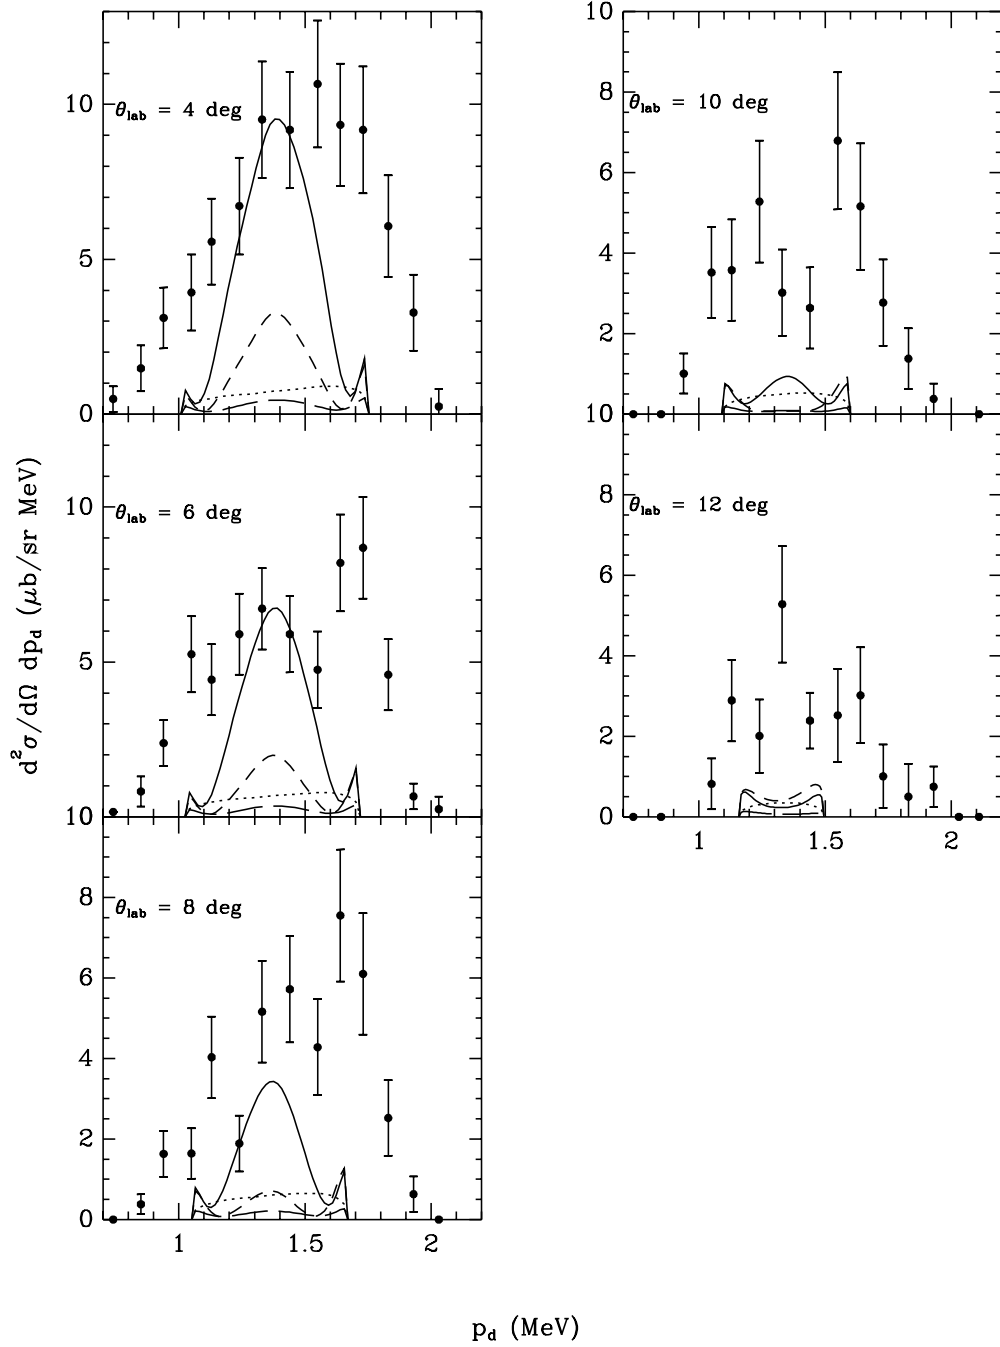 10
θlab = 4 deg
5
0
10
θlab = 6 deg
5
10
8
θlab = 8 deg
6
4
2
0
1 1.5 2
10
8
θlab = 10 deg
6
4
2
10
8
θlab = 12 deg
6
4
2
0
1 1.5 2
d²σ/dΩ dpd (μb/sr MeV)
pd (MeV)